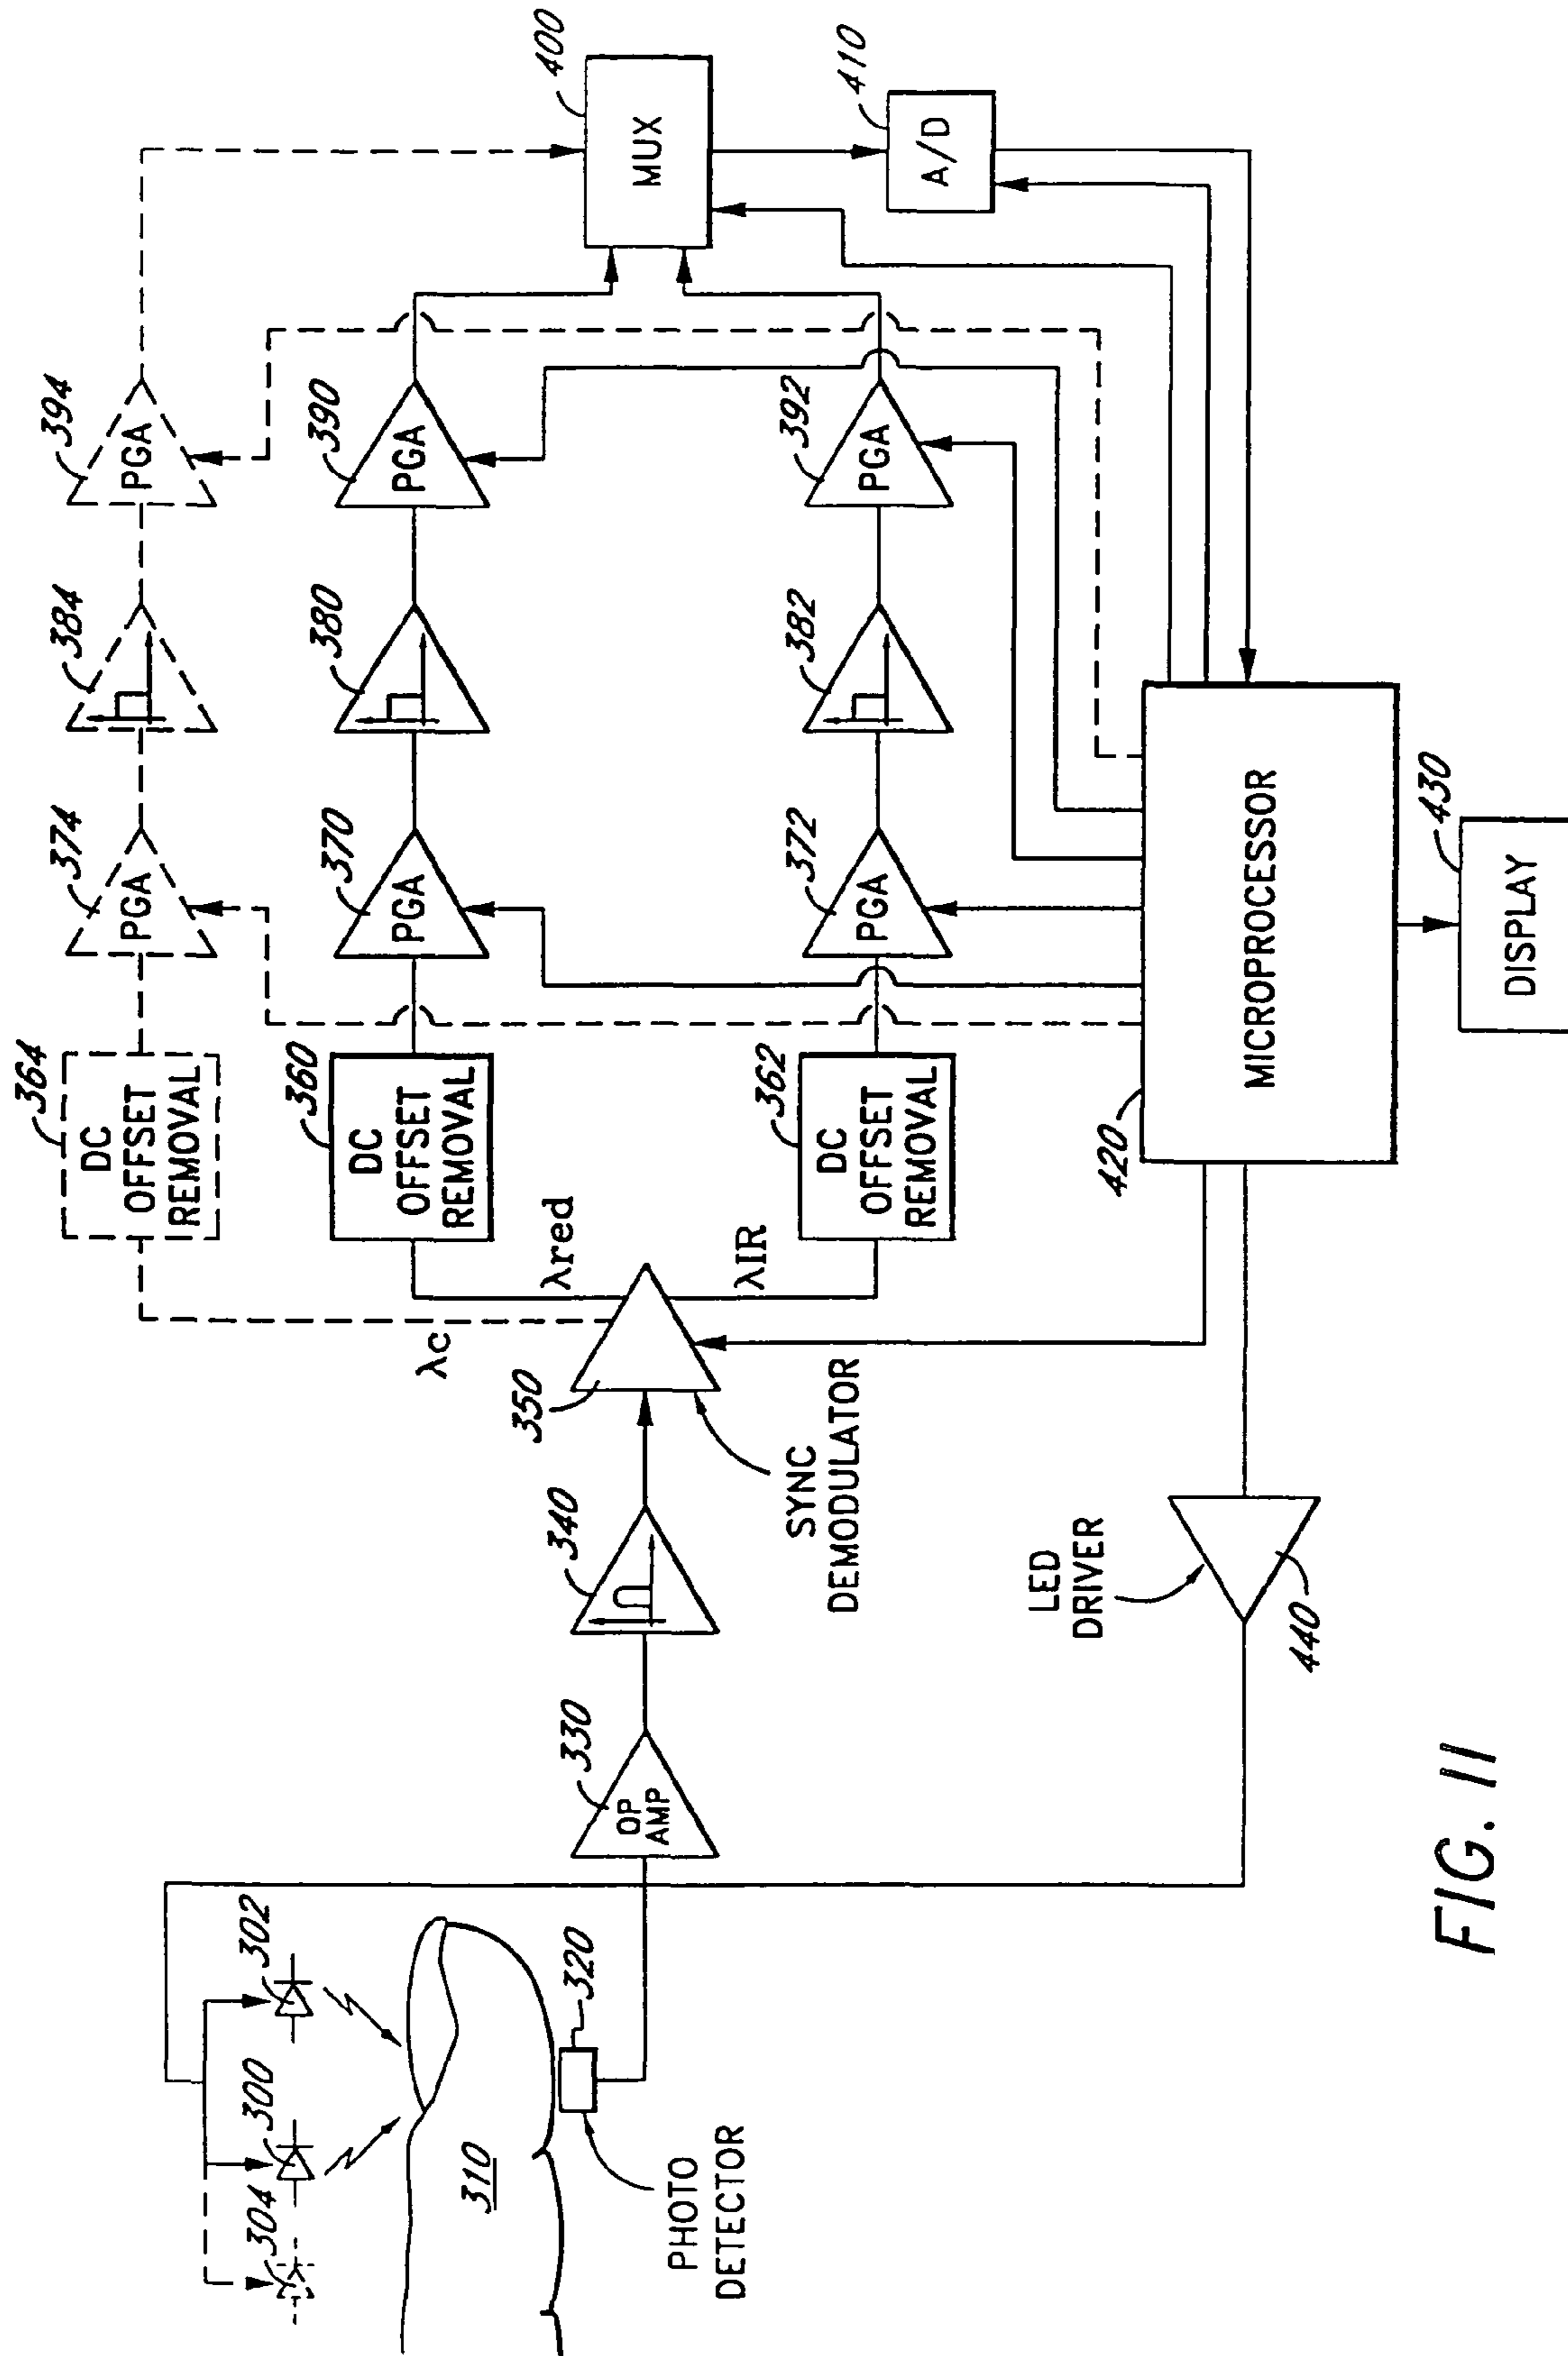 364
DC
OFFSET
REMOVAL
374
PGA
384
394
PGA
360
DC
OFFSET
REMOVAL
370
PGA
380
390
PGA
400
MUX
304
300
302
310
320
PHOTO
DETECTOR
330
OP
AMP
340
350
SYNC
DEMODULATOR
λc
λred
λIR
362
DC
OFFSET
REMOVAL
372
PGA
382
392
PGA
410
A/D
LED
DRIVER
440
420
MICROPROCESSOR
430
DISPLAY
FIG. 11